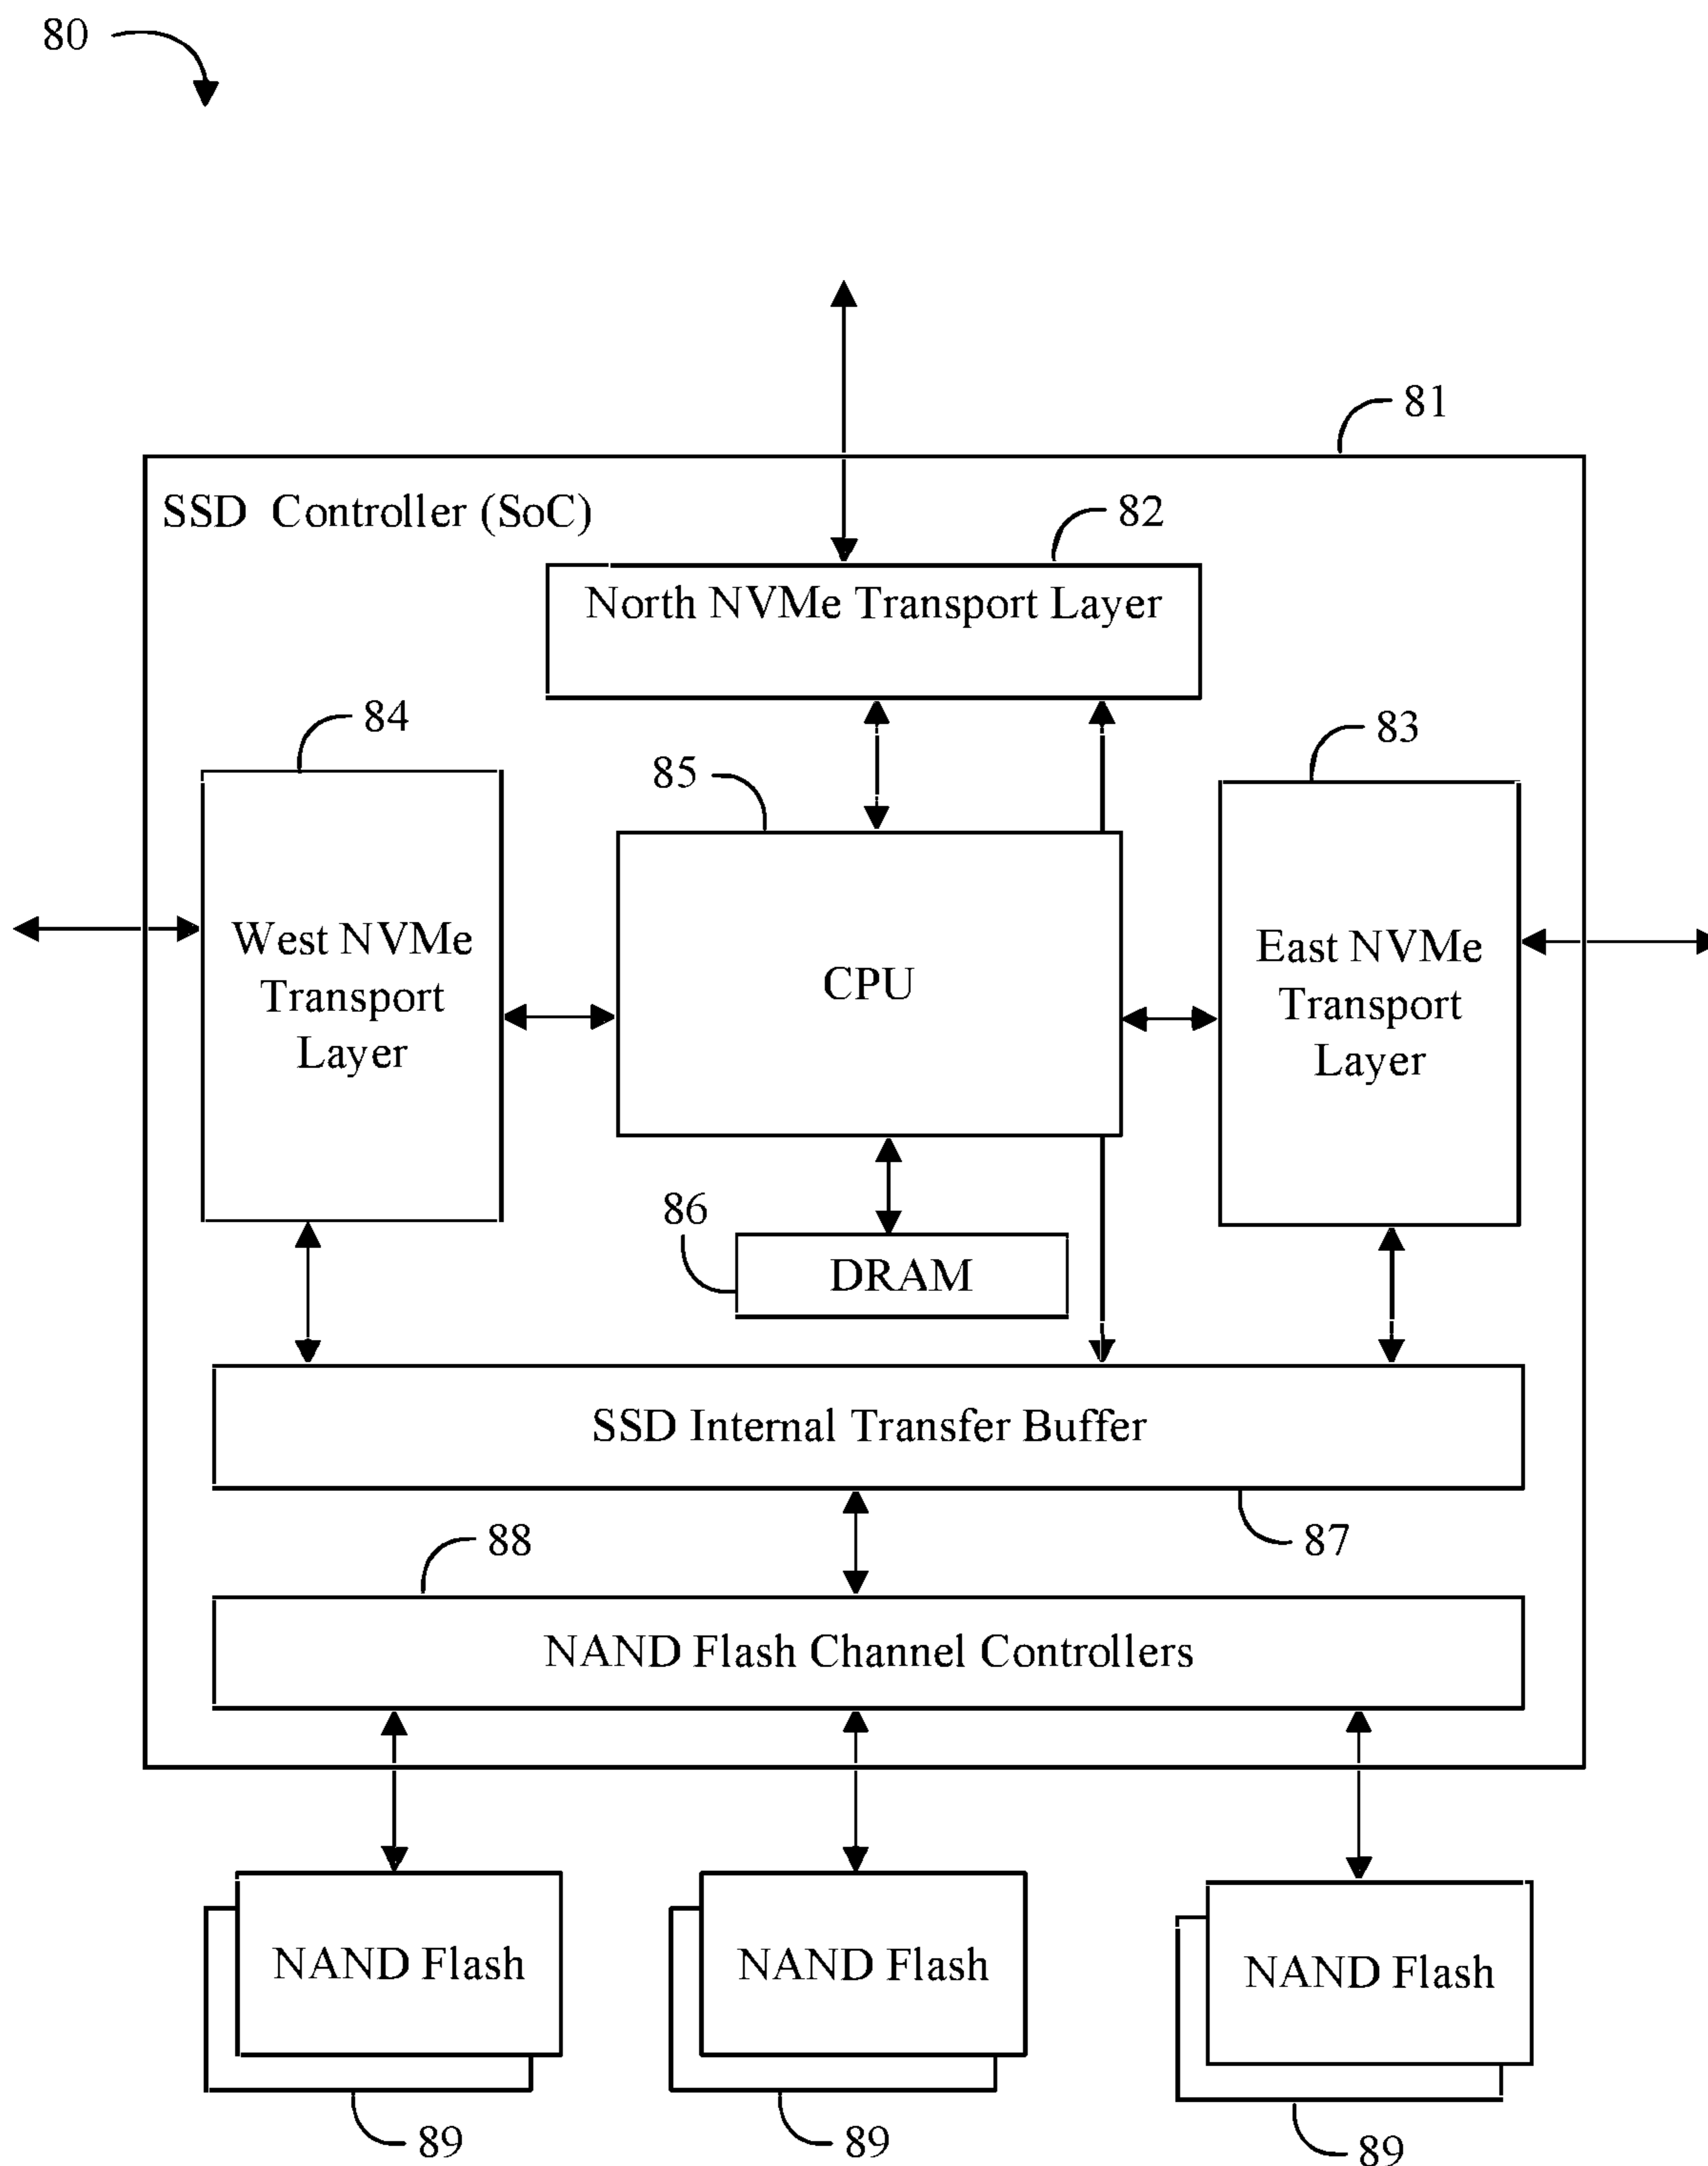 80
81
SSD Controller (SoC)
82
North NVMe Transport Layer
84
83
85
West NVMe
Transport
Layer
CPU
East NVMe
Transport
Layer
86
DRAM
SSD Internal Transfer Buffer
88
87
NAND Flash Channel Controllers
NAND Flash
NAND Flash
NAND Flash
89
89
89